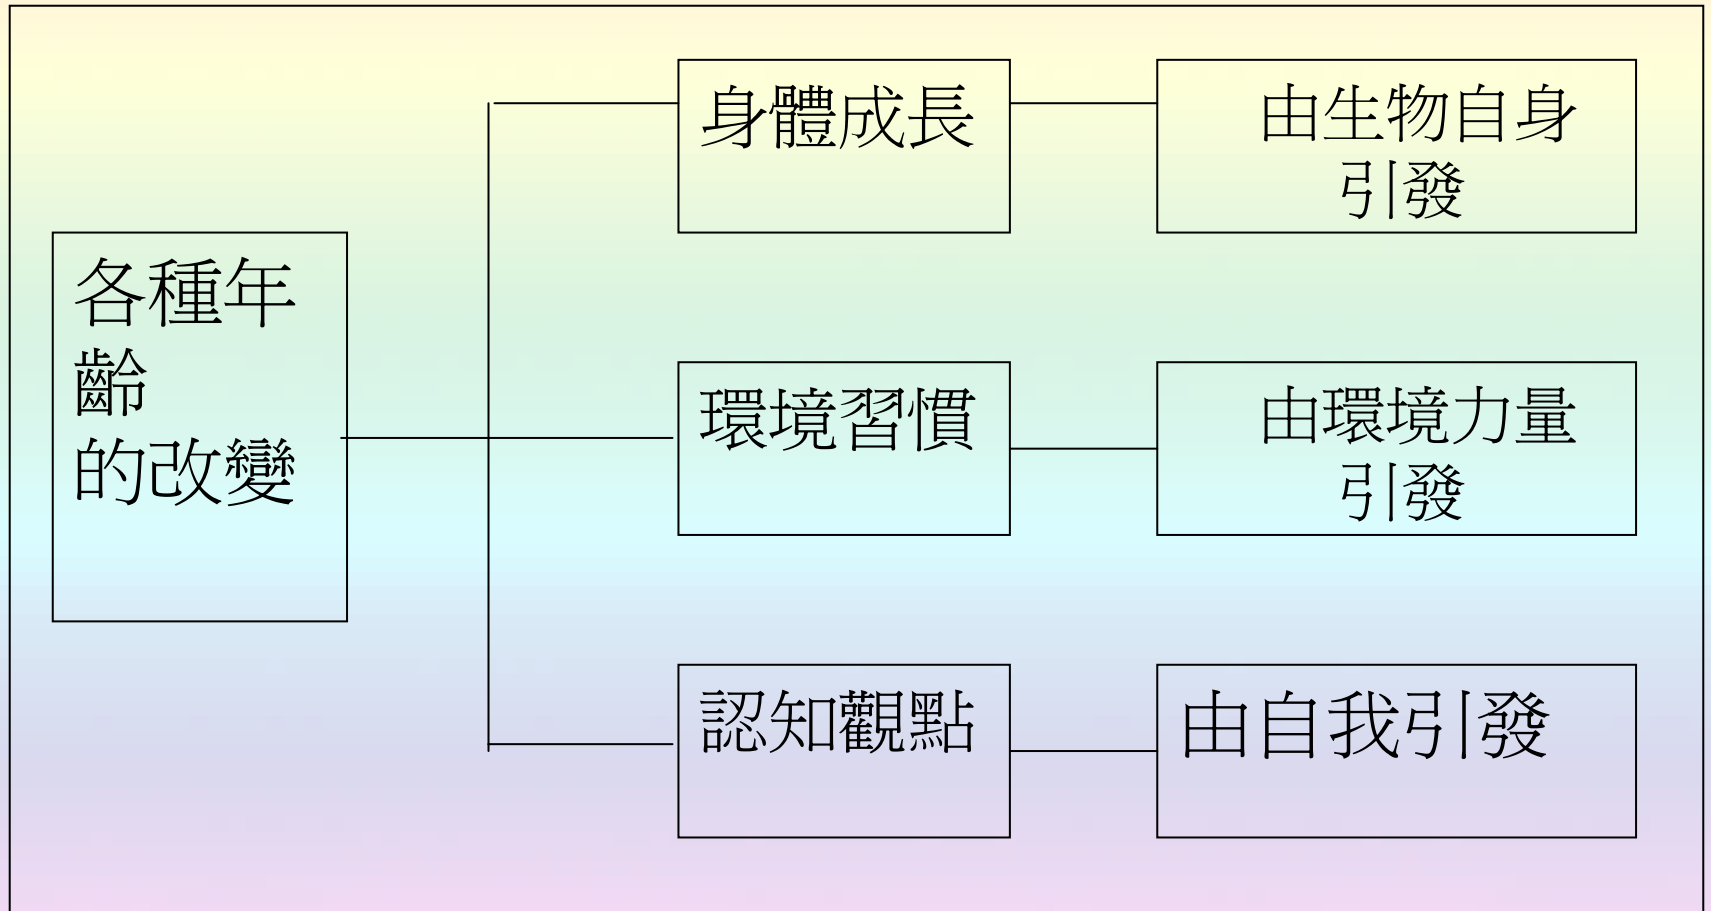 各種年
齡
的改變
身體成長
由生物自身
引發
環境習慣
由環境力量
引發
認知觀點
由自我引發